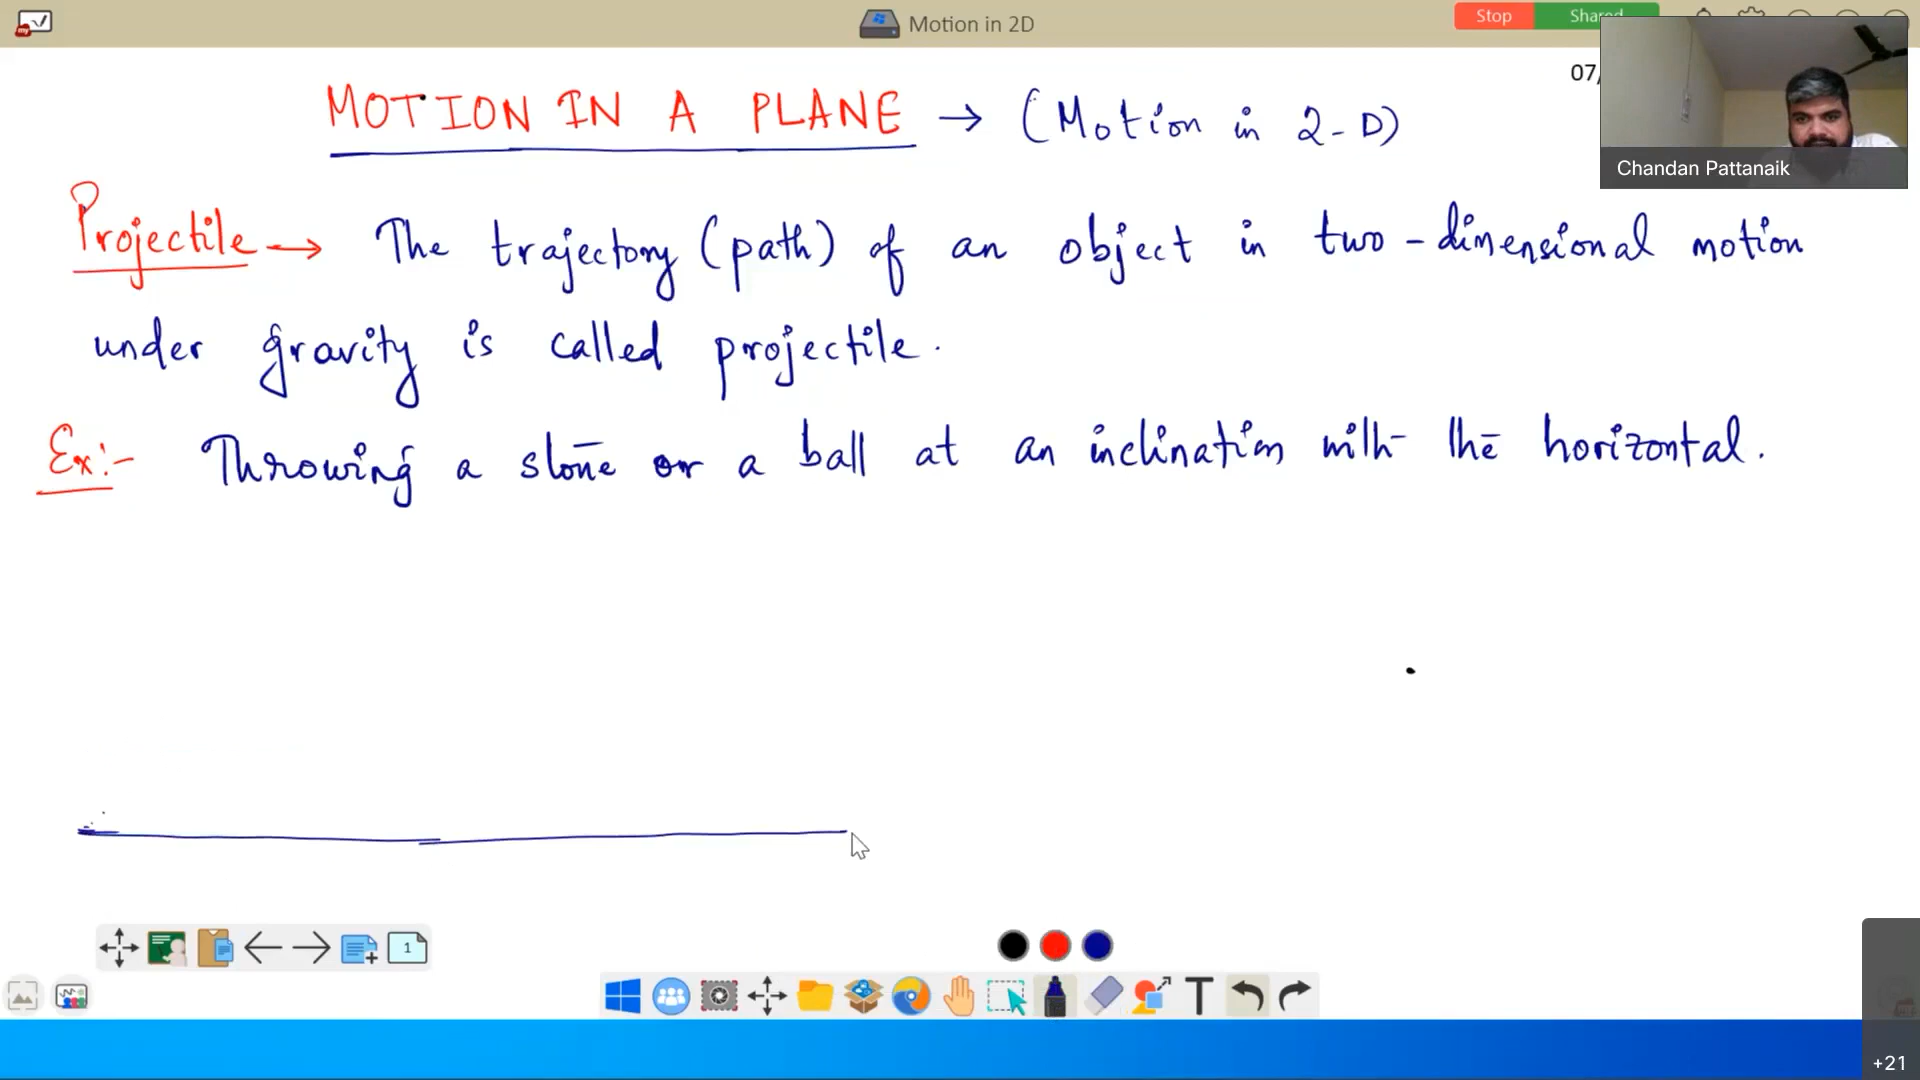 Motion in 2D
Stop
Shared
07/
MOTION IN A PLANE → (Motion in 2-D)
Chandan Pattanaik
Projectile → The trajectory (path) of an object in two-dimensional motion
under gravity is called projectile.
Ex:- Throwing a stone or a ball at an inclination with the horizontal.
1
T
+21